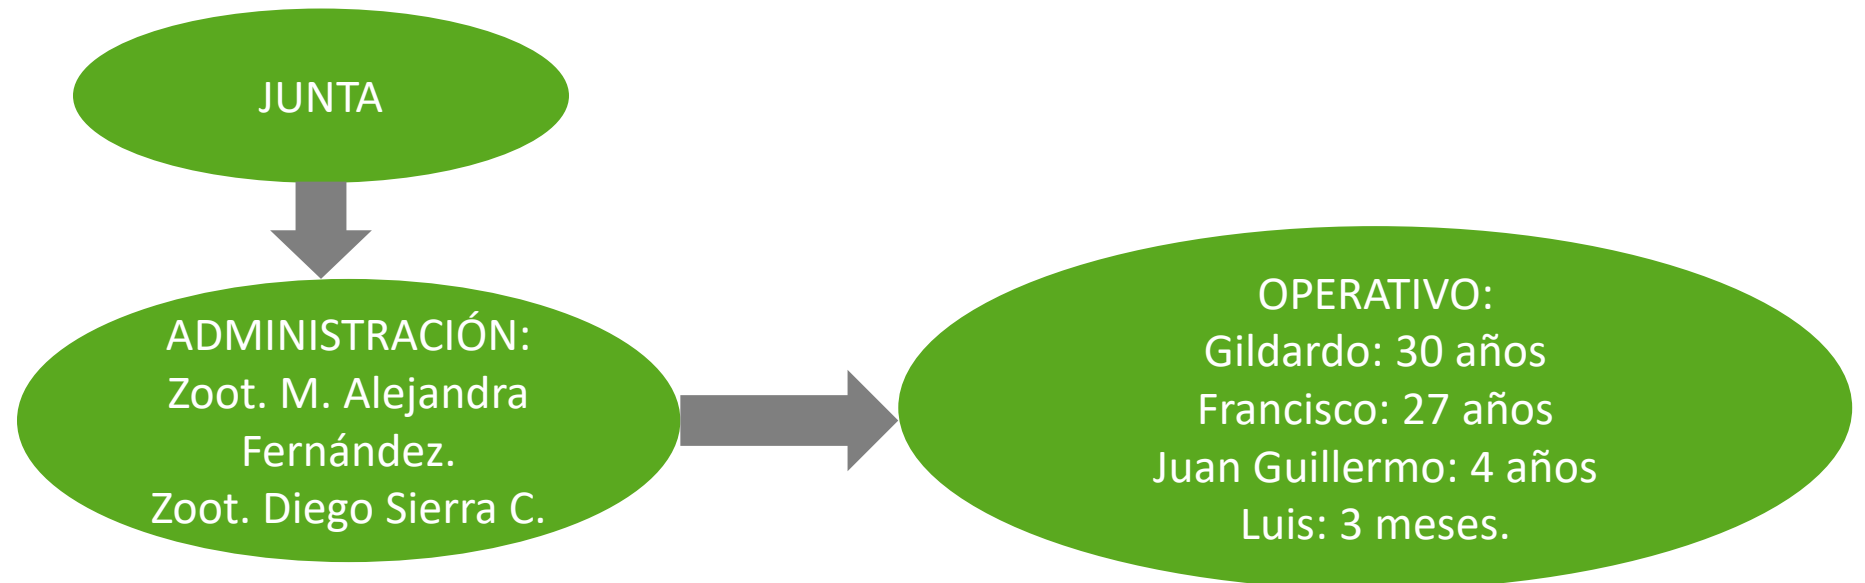 JUNTA
ADMINISTRACIÓN:
Zoot. M. Alejandra
Fernández.
Zoot. Diego Sierra C.
OPERATIVO:
Gildardo: 30 años
Francisco: 27 años
Juan Guillermo: 4 años
Luis: 3 meses.